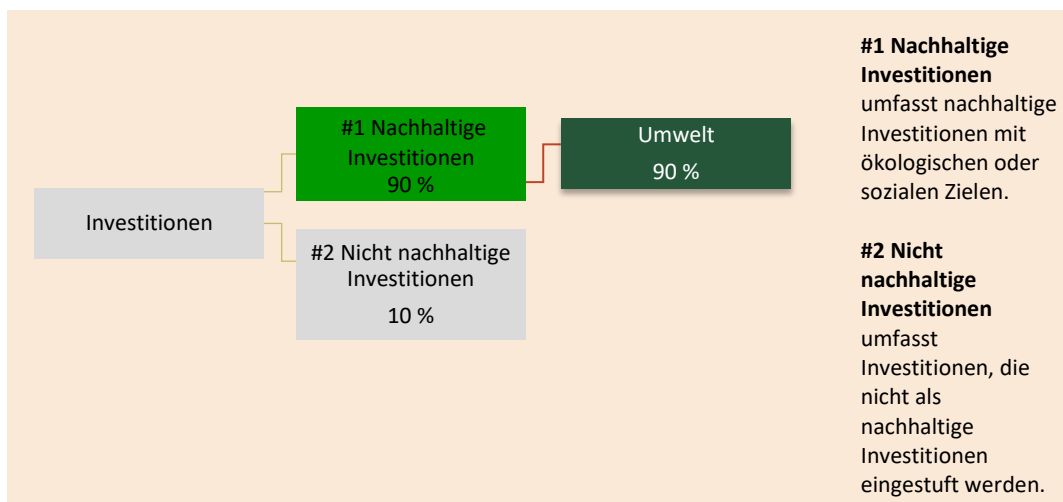 Investitionen
#1 Nachhaltige
Investitionen
90 %
Umwelt
90 %
#2 Nicht nachhaltige
Investitionen
10 %
#1 Nachhaltige
Investitionen
umfasst nachhaltige
Investitionen mit
ökologischen oder
sozialen Zielen.
#2 Nicht
nachhaltige
Investitionen
umfasst
Investitionen, die
nicht als
nachhaltige
Investitionen
eingestuft werden.